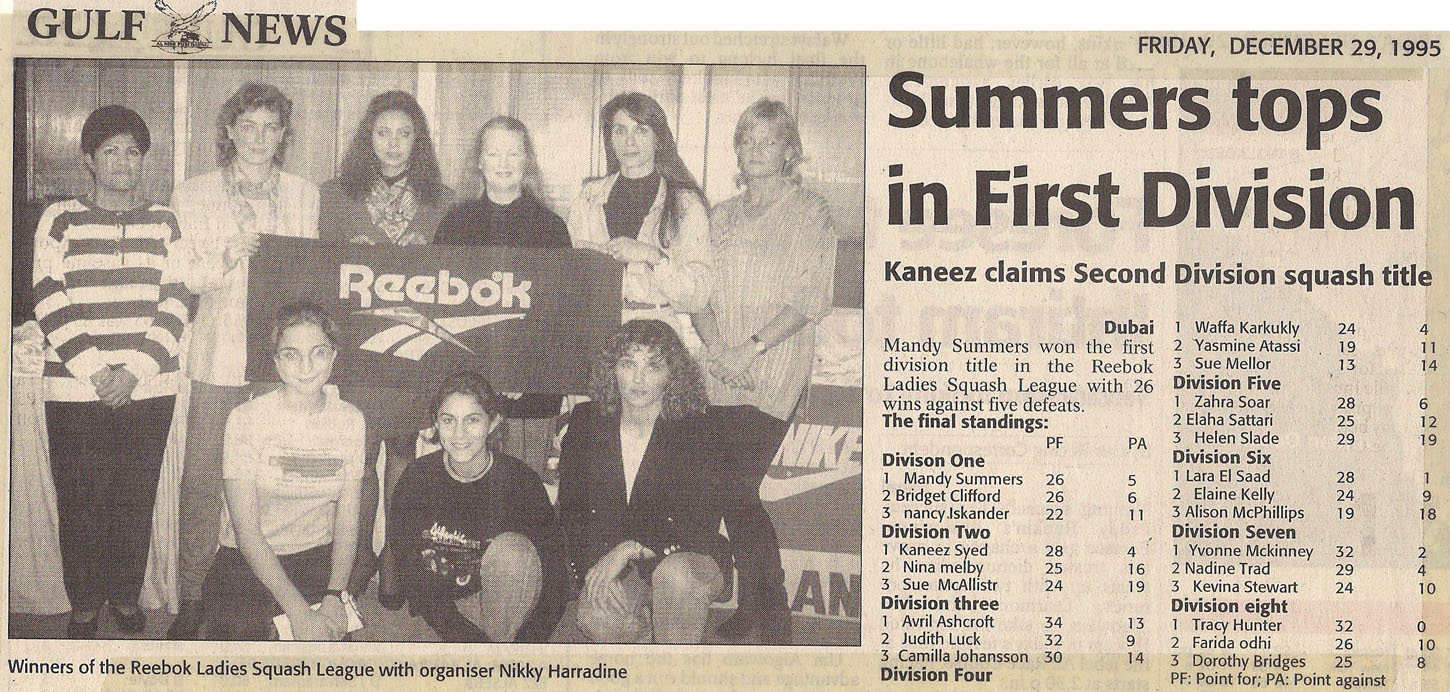 GULF NEWS
FRIDAY, DECEMBER 29, 1995
Summers tops
in First Division
Kaneez claims Second Division squash title
Reebok
NIKE
AN
Winners of the Reebok Ladies Squash League with organiser Nikky Harradine
Dubai
Mandy Summers won the first
division title in the Reebok
Ladies Squash League with 26
wins against five defeats.
The final standings:
PF PA
Divison One
1 Mandy Summers 26 5
2 Bridget Clifford 26 6
3 nancy.Iskander 22 11
Division Two
1 Kaneez Syed 28 4
2 Nina melby 25 16
3 Sue McAllistr 24 19
Division three
1 Avril Ashcroft 34 13
2 Judith Luck 32 9
3 Camilla Johansson 30 14
Division Four
1 Waffa Karkukly 24 4
2 Yasmine Atassi 19 11
3 Sue Mellor 13 14
Division Five
1 Zahra Soar 28 6
2 Elaha Sattari 25 12
3 Helen Slade 29 19
Division Six
1 Lara El Saad 28 1
2 Elaine Kelly 24 9
3 Alison McPhillips 19 18
Division Seven
1 Yvonne Mckinney 32 2
2 Nadine Trad 29 4
3 Kevina Stewart 24 10
Division eight
1 Tracy Hunter 32 0
2 Farida odhi 26 10
3 Dorothy Bridges 25 8
PF: Point for; PA: Point against